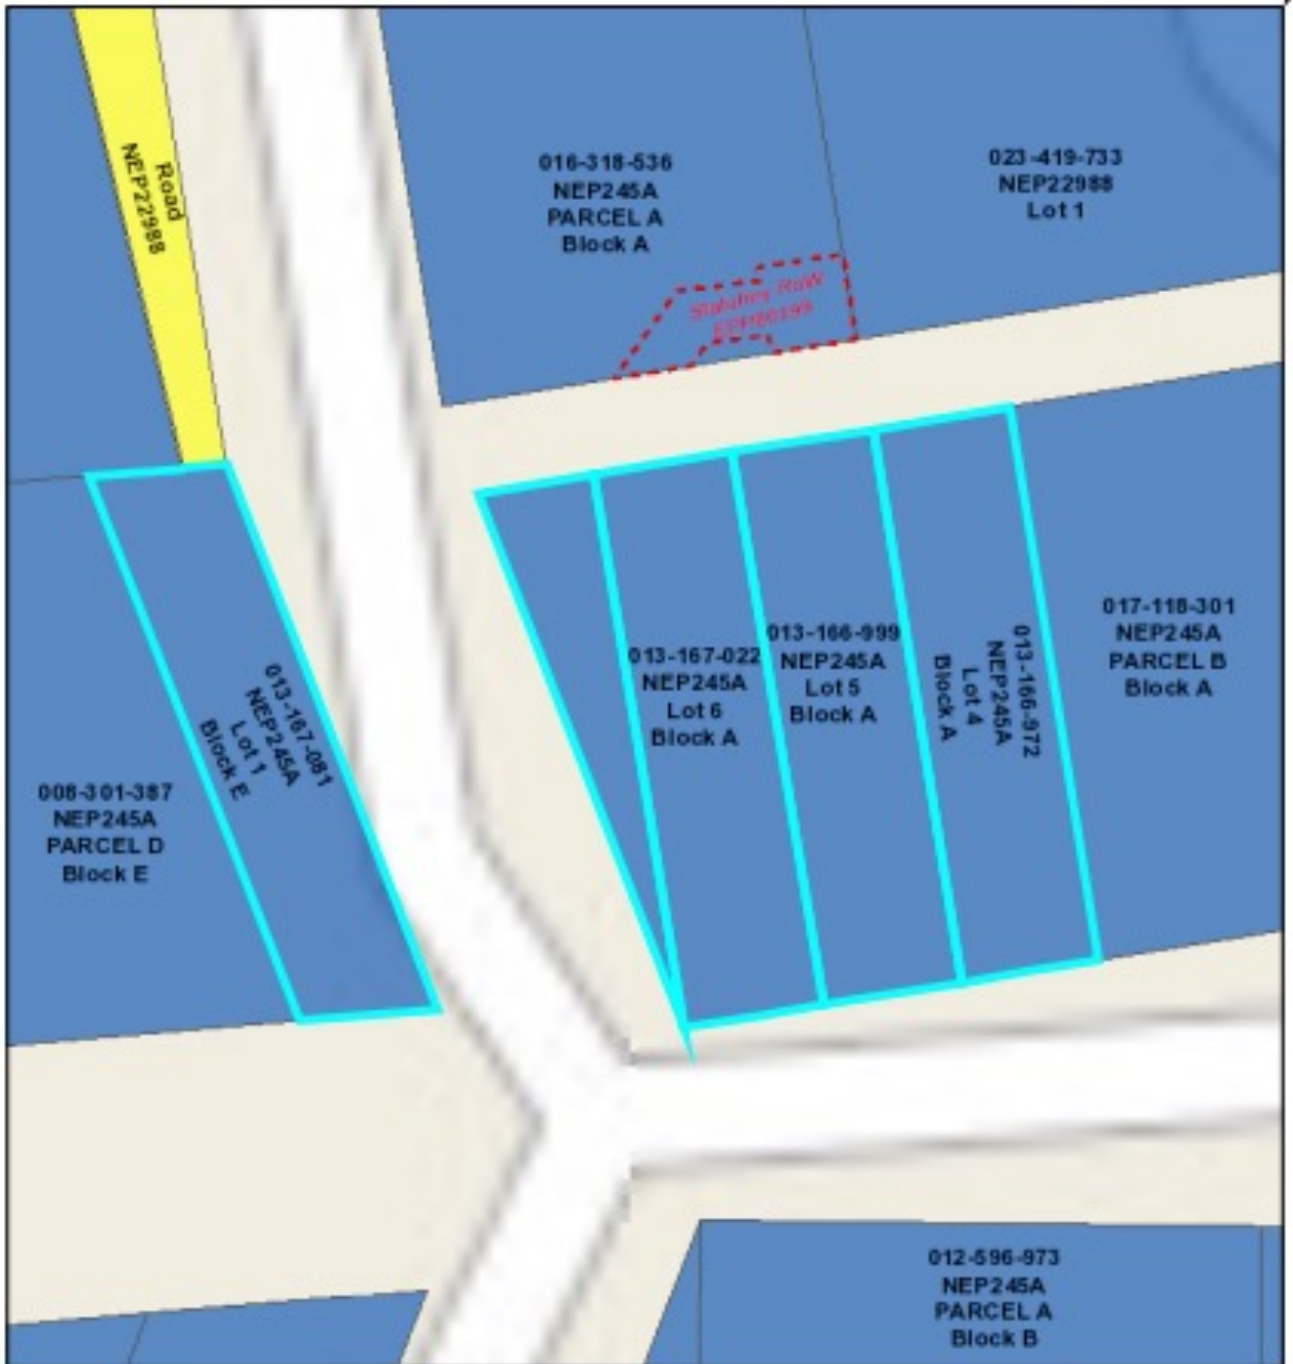 Road
NEP22988
016-318-536
NEP245A
PARCEL A
Block A
023-419-733
NEP22988
Lot 1
Statutory RoW
013-167-081
NEP245A
Lot 1
Block E
008-301-387
NEP245A
PARCEL D
Block E
013-167-022
NEP245A
Lot 6
Block A
013-166-999
NEP245A
Lot 5
Block A
013-166-972
NEP245A
Lot 4
Block A
017-118-301
NEP245A
PARCEL B
Block A
012-596-973
NEP245A
PARCEL A
Block B